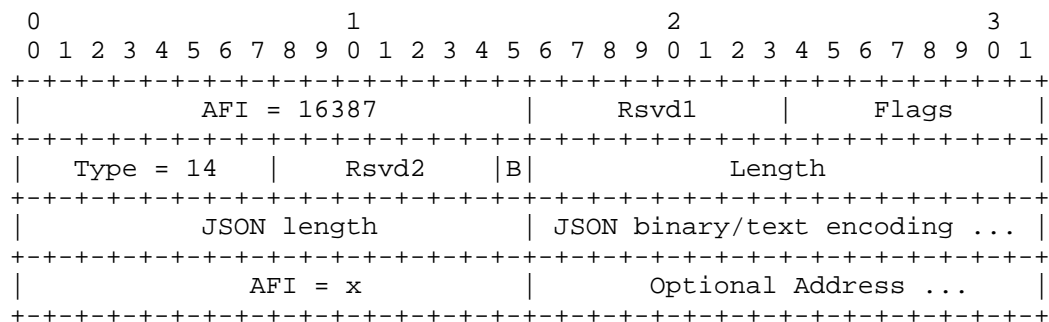 0                   1                   2                   3
 0 1 2 3 4 5 6 7 8 9 0 1 2 3 4 5 6 7 8 9 0 1 2 3 4 5 6 7 8 9 0 1
+-+-+-+-+-+-+-+-+-+-+-+-+-+-+-+-+-+-+-+-+-+-+-+-+-+-+-+-+-+-+-+-+
|           AFI = 16387           |     Rsvd1     |     Flags     |
+-+-+-+-+-+-+-+-+-+-+-+-+-+-+-+-+-+-+-+-+-+-+-+-+-+-+-+-+-+-+-+-+
|   Type = 14   |    Rsvd2    |B|            Length             |
+-+-+-+-+-+-+-+-+-+-+-+-+-+-+-+-+-+-+-+-+-+-+-+-+-+-+-+-+-+-+-+-+
|           JSON length           | JSON binary/text encoding ... |
+-+-+-+-+-+-+-+-+-+-+-+-+-+-+-+-+-+-+-+-+-+-+-+-+-+-+-+-+-+-+-+-+
|              AFI = x            |       Optional Address ...    |
+-+-+-+-+-+-+-+-+-+-+-+-+-+-+-+-+-+-+-+-+-+-+-+-+-+-+-+-+-+-+-+-+